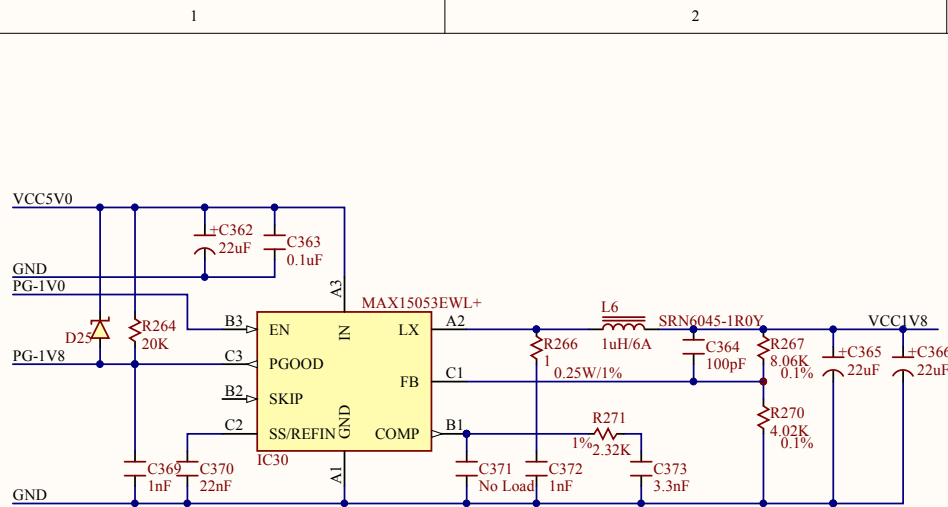 1 2
VCC5V0
+C362
22uF
C363
0.1uF
GND
PG-1V0
A3
MAX15053EWL+
L6
SRN6045-1R0Y
VCC1V8
D25
R264
20K
B3
EN
IN
LX
A2
1uH/6A
R266
1
0.25W/1%
C364
100pF
R267
8.06K
0.1%
+C365
22uF
+C366
22uF
PG-1V8
C3
PGOOD
FB
C1
B2
SKIP
R270
4.02K
0.1%
C2
SS/REFIN
GND
COMP
B1
R271
1%
2.32K
IC30
A1
C369
1nF
C370
22nF
C371
No Load
C372
1nF
C373
3.3nF
GND